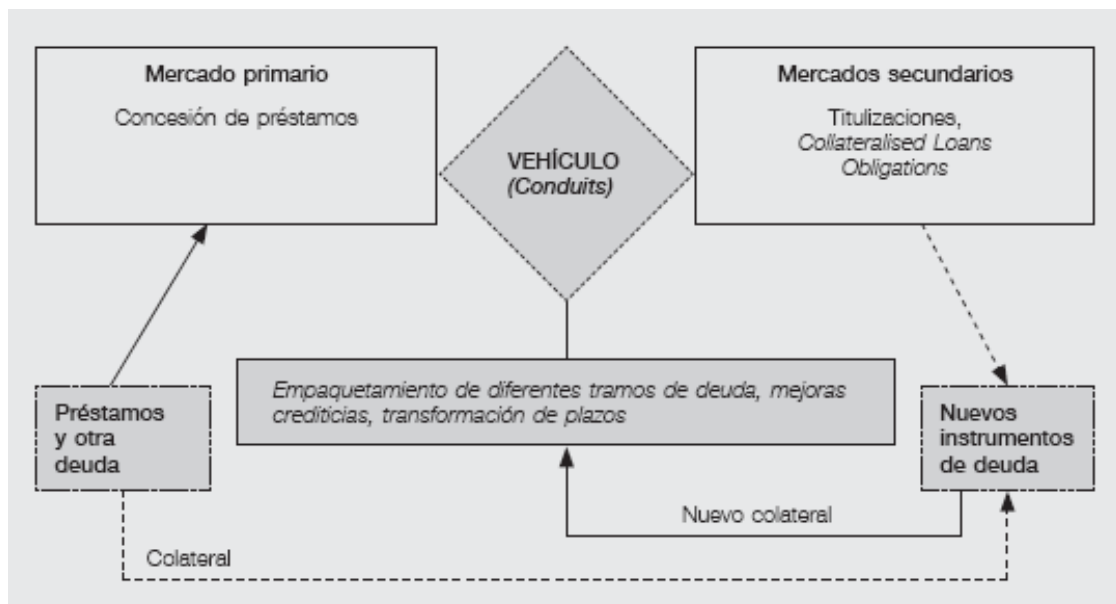 Mercado primario
Concesión de préstamos
VEHÍCULO
(Conduits)
Mercados secundarios
Titulizaciones,
Collateralised Loans
Obligations
Préstamos
y otra
deuda
Empaquetamiento de diferentes tramos de deuda, mejoras
crediticias, transformación de plazos
Nuevos
instrumentos
de deuda
Nuevo colateral
Colateral